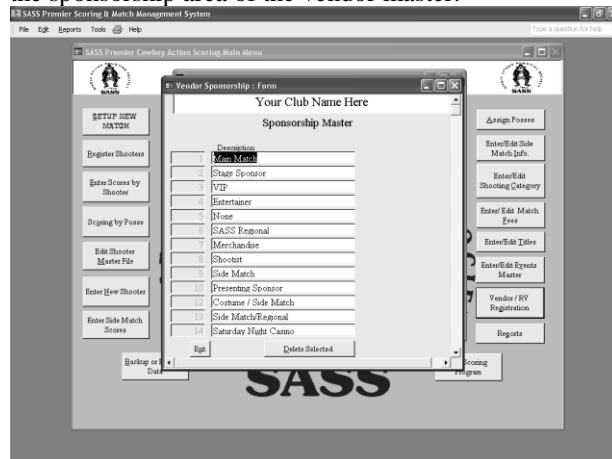 the sponsorship area of the vendor master.
SASS Premier Scoring & Match Management System
File Edit Reports Tools Help
Type a question for help
SASS Premier Cowboy Action Scoring Main Menu
SASS
SASS
Vendor Sponsorship : Form
Your Club Name Here
Sponsorship Master
Description
1 Main Match
2 Stage Sponsor
3 VIP
4 Entertainer
5 None
6 SASS Regional
7 Merchandise
8 Shootist
9 Side Match
10 Presenting Sponsor
12 Costume / Side Match
13 Side Match/Regional
14 Saturday Night Casino
Exit
Delete Selected
SETUP NEW
MATCH
Register Shooters
Enter Scores by
Shooter
Scoring by Posse
Edit Shooter
Master File
Enter New Shooter
Enter Side Match
Scores
Backup or
Data
Assign Posses
Enter/Edit Side
Match Info.
Enter/Edit
Shooting Category
Enter/ Edit Match
Fees
Enter/Edit Titles
Enter/Edit Events
Master
Vendor / RV
Registration
Reports
Scoring
Program
SASS